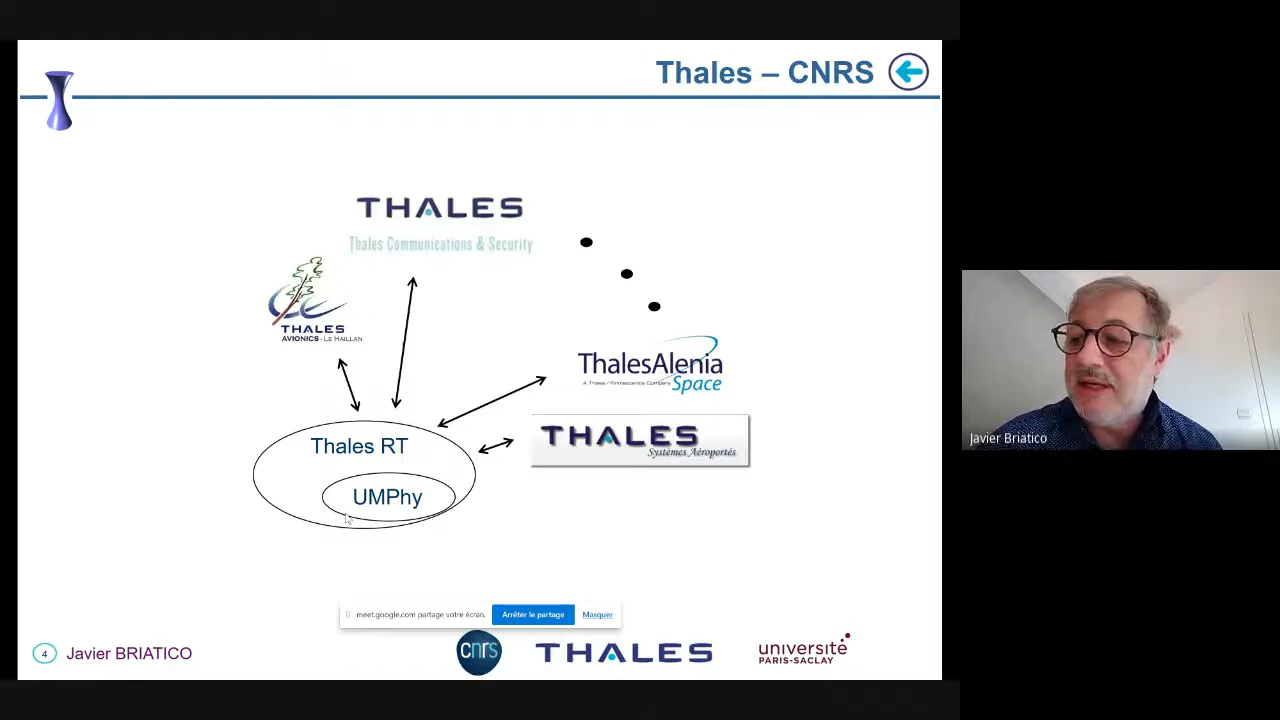 Thales – CNRS
THALES
Thales Communications & Security
THALES
AVIONICS - LE HAILLAN
ThalesAlenia
A Thales / Finmeccanica Company
Space
THALES
Systèmes Aéroportés
Thales RT
UMPhy
Javier Briatico
meet.google.com partage votre écran.
Arrêter le partage
Masquer
4
Javier BRIATICO
cnrs
THALES
université
PARIS-SACLAY